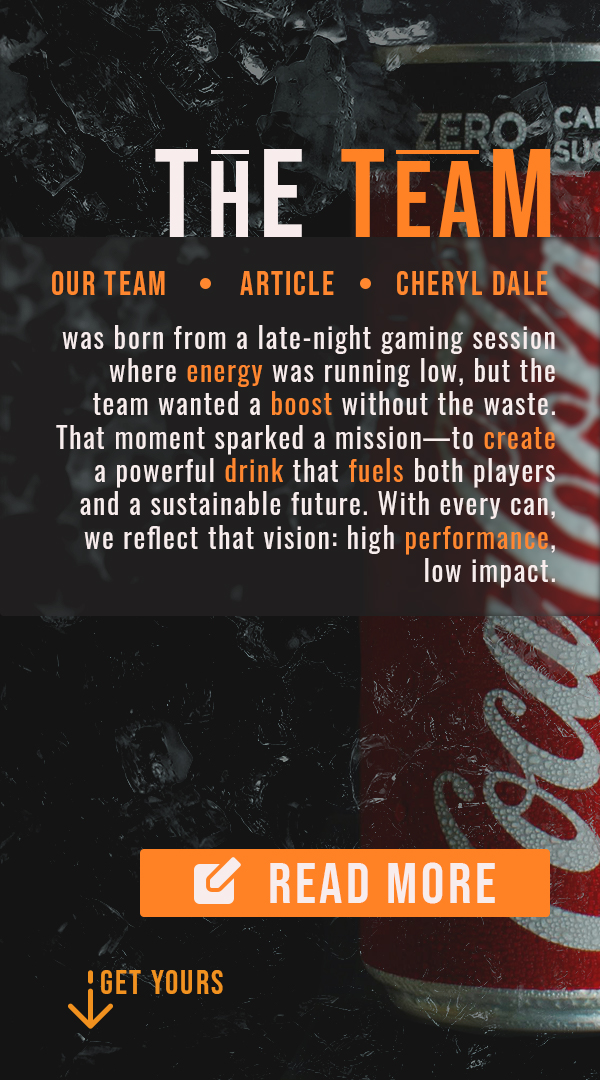 ZERO CAL
SUG
THE TEAM
OUR TEAM • ARTICLE • CHERYL DALE
was born from a late-night gaming session
where energy was running low, but the
team wanted a boost without the waste.
That moment sparked a mission—to create
a powerful drink that fuels both players
and a sustainable future. With every can,
we reflect that vision: high performance,
low impact.
Coca
READ MORE
GET YOURS